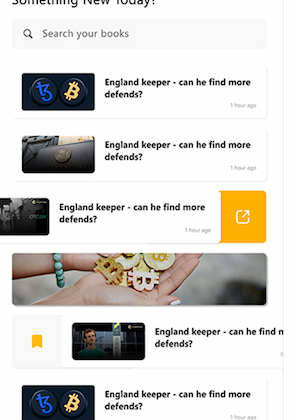 Something New Today!
Search your books
England keeper - can he find more
defends?
1 hour ago
England keeper - can he find more
defends?
1 hour ago
England keeper - can he find more
defends?
1 hour ago
England keeper - can he find n
defends?
1
England keeper - can he find more
defends?
1 hour ago